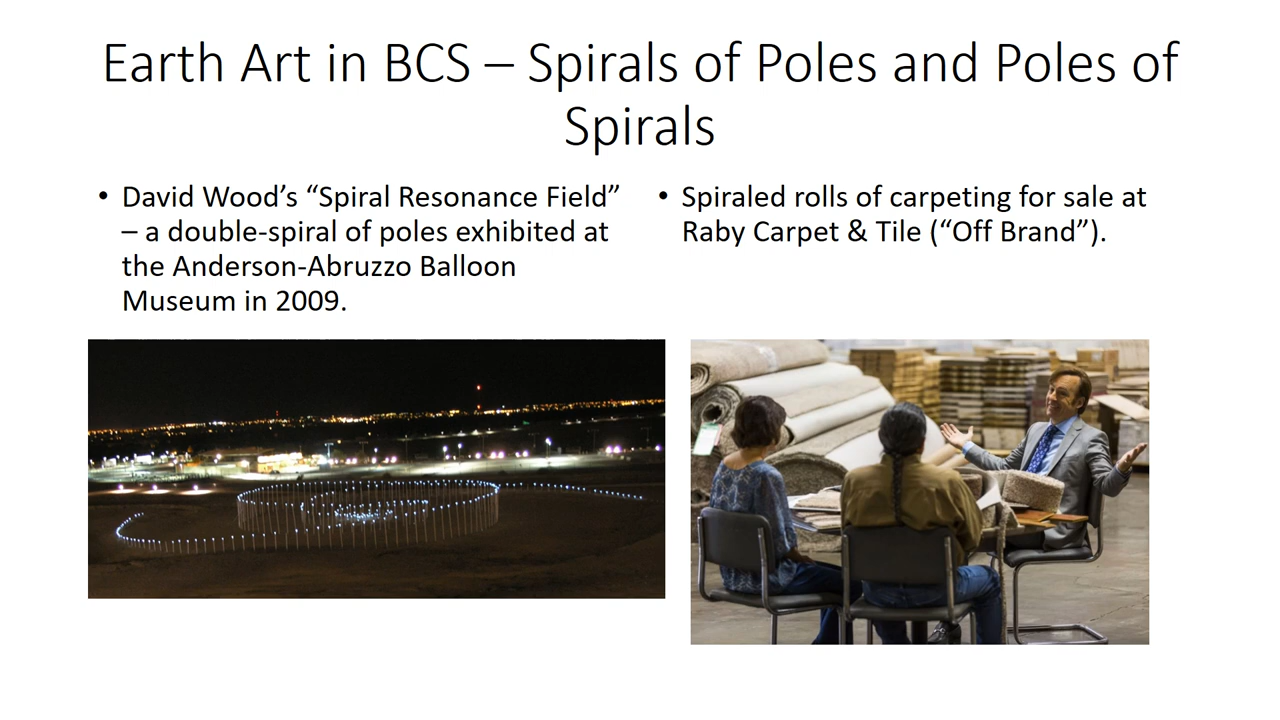 Earth Art in BCS – Spirals of Poles and Poles of
Spirals
• David Wood’s “Spiral Resonance Field”
– a double-spiral of poles exhibited at
the Anderson-Abruzzo Balloon
Museum in 2009.
• Spiraled rolls of carpeting for sale at
Raby Carpet & Tile (“Off Brand”).